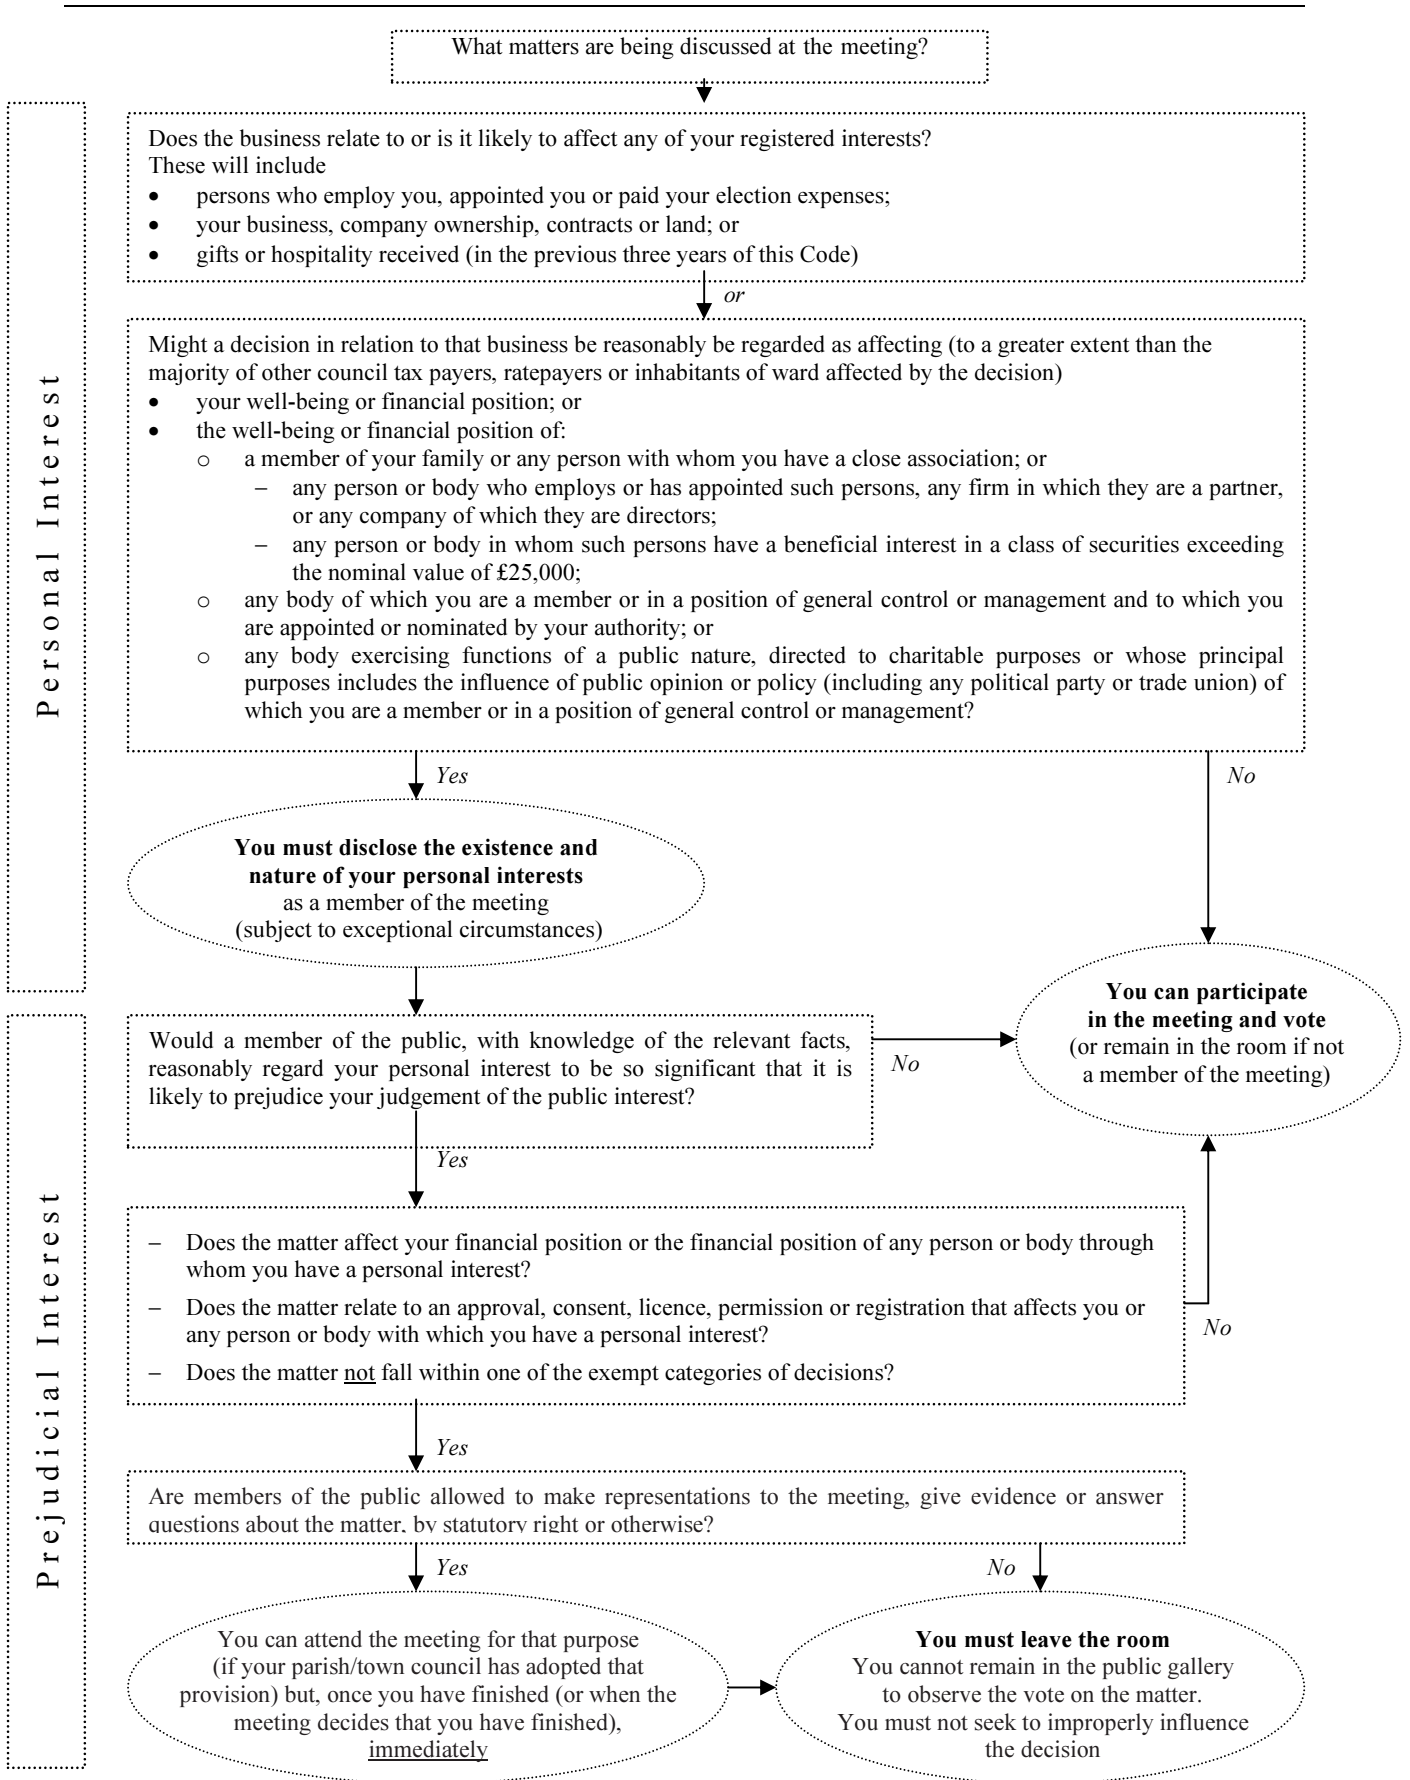 What matters are being discussed at the meeting?
Personal Interest
Does the business relate to or is it likely to affect any of your registered interests?
These will include
• persons who employ you, appointed you or paid your election expenses;
• your business, company ownership, contracts or land; or
• gifts or hospitality received (in the previous three years of this Code)
or
Might a decision in relation to that business be reasonably be regarded as affecting (to a greater extent than the
majority of other council tax payers, ratepayers or inhabitants of ward affected by the decision)
• your well-being or financial position; or
• the well-being or financial position of:
o a member of your family or any person with whom you have a close association; or
– any person or body who employs or has appointed such persons, any firm in which they are a partner,
or any company of which they are directors;
– any person or body in whom such persons have a beneficial interest in a class of securities exceeding
the nominal value of £25,000;
o any body of which you are a member or in a position of general control or management and to which you
are appointed or nominated by your authority; or
o any body exercising functions of a public nature, directed to charitable purposes or whose principal
purposes includes the influence of public opinion or policy (including any political party or trade union) of
which you are a member or in a position of general control or management?
Yes
No
You must disclose the existence and
nature of your personal interests
as a member of the meeting
(subject to exceptional circumstances)
You can participate
in the meeting and vote
(or remain in the room if not
a member of the meeting)
Prejudicial Interest
Would a member of the public, with knowledge of the relevant facts,
reasonably regard your personal interest to be so significant that it is
likely to prejudice your judgement of the public interest?
No
Yes
– Does the matter affect your financial position or the financial position of any person or body through
whom you have a personal interest?
– Does the matter relate to an approval, consent, licence, permission or registration that affects you or
any person or body with which you have a personal interest?
– Does the matter not fall within one of the exempt categories of decisions?
No
Yes
Are members of the public allowed to make representations to the meeting, give evidence or answer
questions about the matter, by statutory right or otherwise?
Yes
No
You can attend the meeting for that purpose
(if your parish/town council has adopted that
provision) but, once you have finished (or when the
meeting decides that you have finished),
immediately
You must leave the room
You cannot remain in the public gallery
to observe the vote on the matter.
You must not seek to improperly influence
the decision